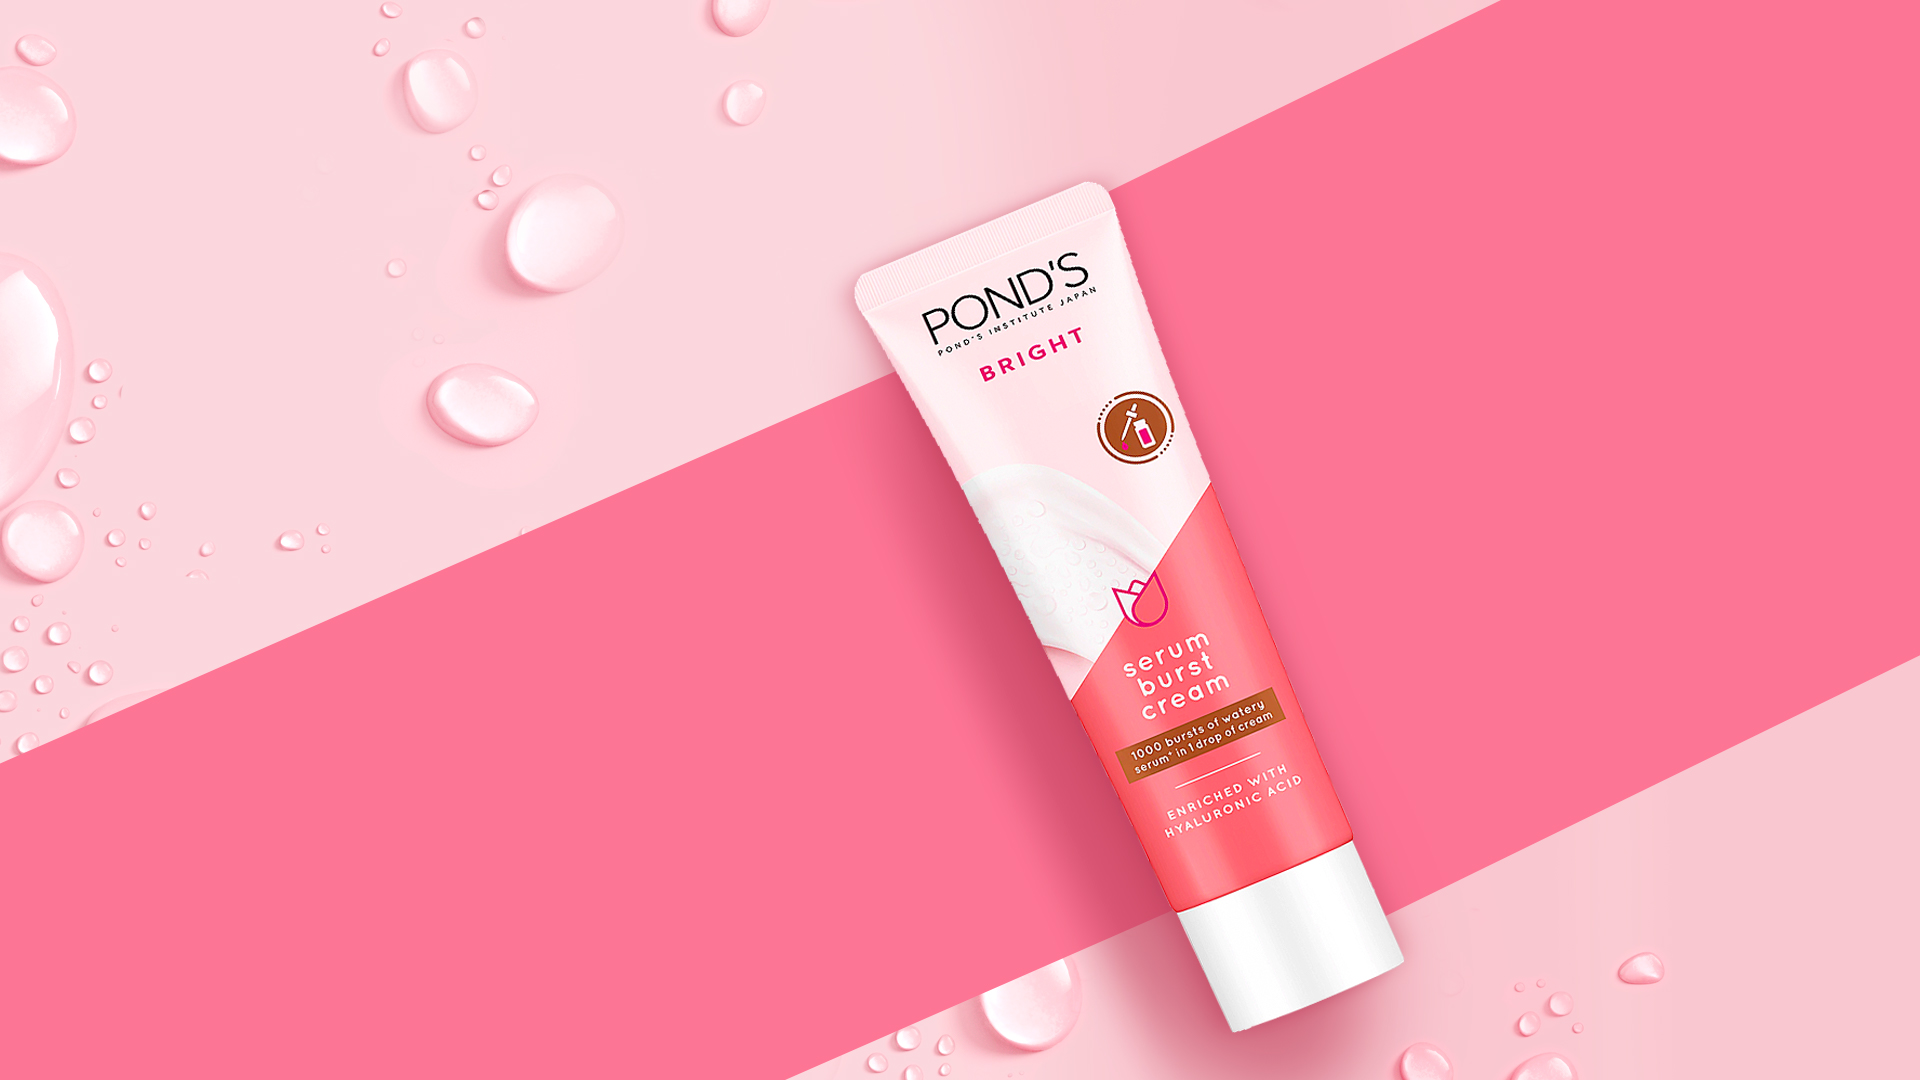 POND'S
POND'S INSTITUTE JAPAN
BRIGHT
serum
burst
cream
1000 bursts of watery
serum* in 1 drop of cream
ENRICHED WITH
HYALURONIC ACID